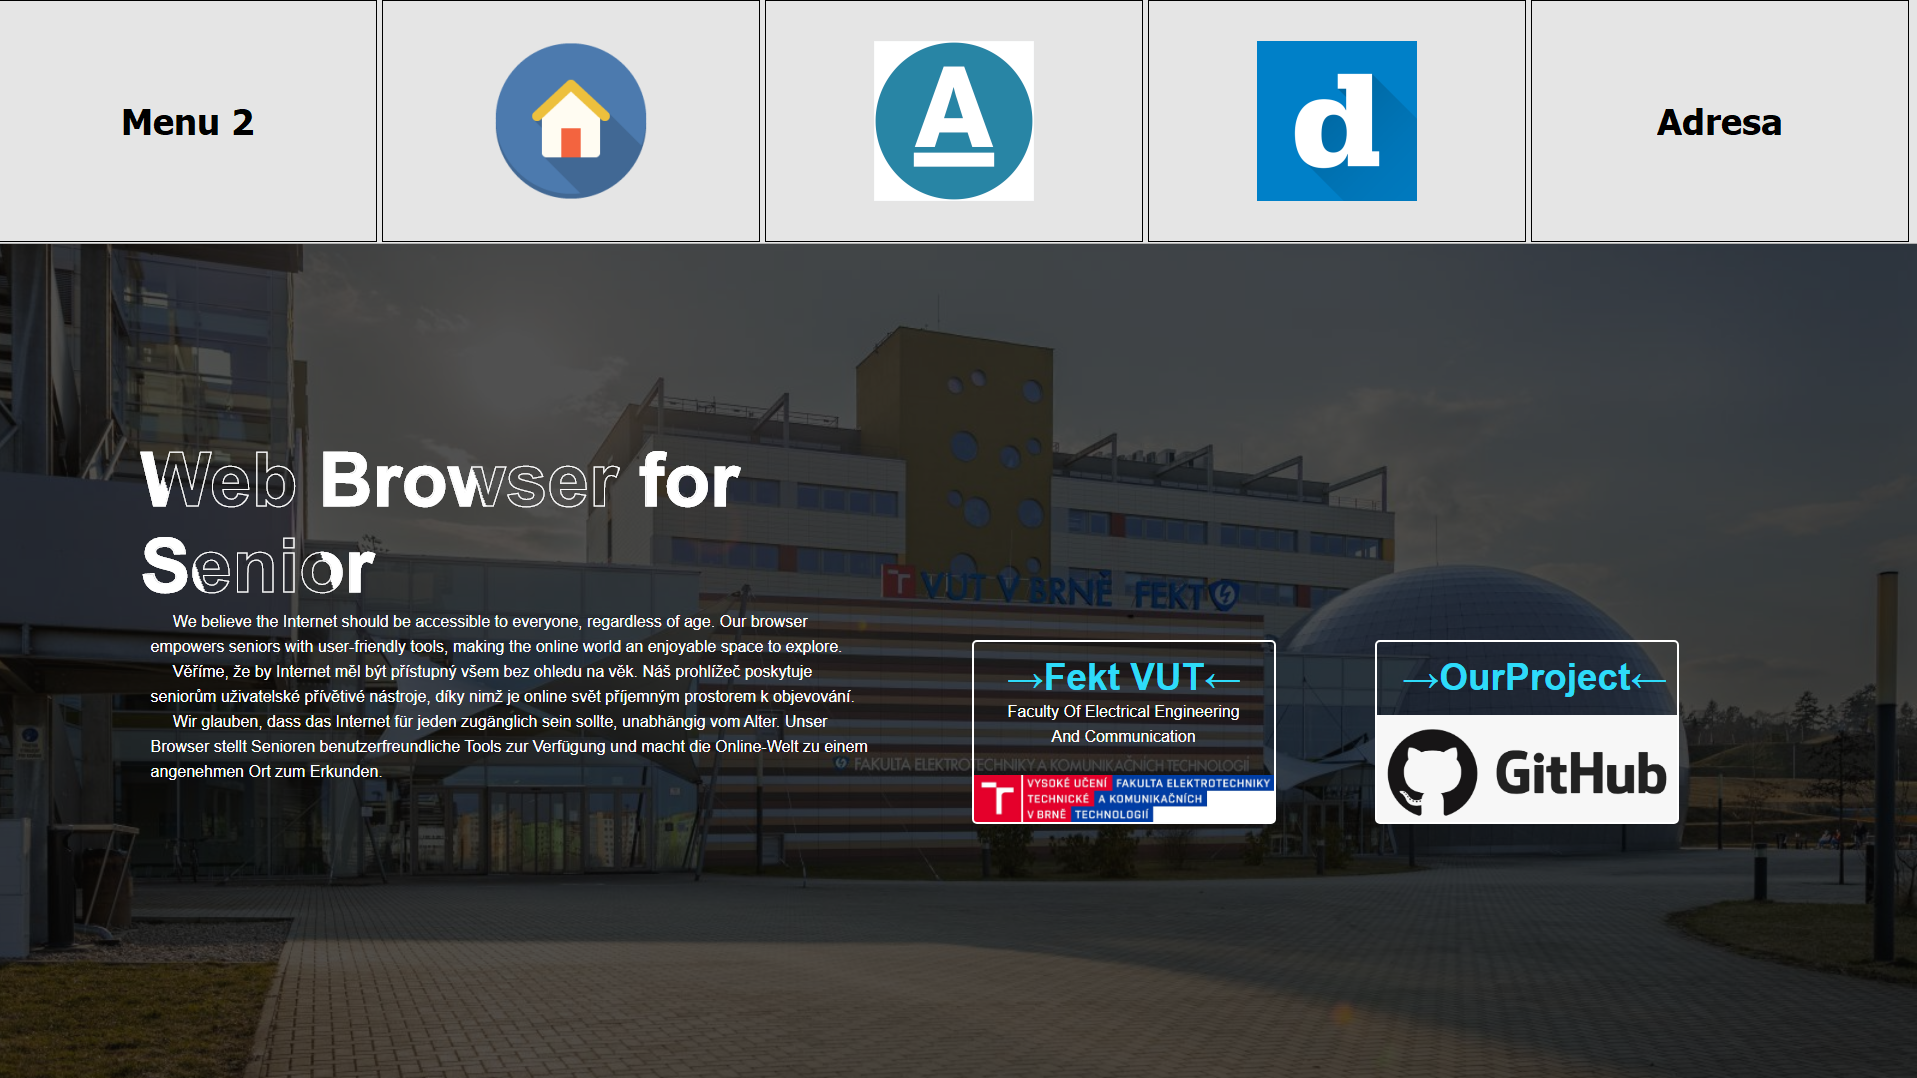 Menu 2
A
d
Adresa
Web Browser for
Senior
We believe the Internet should be accessible to everyone, regardless of age. Our browser
empowers seniors with user-friendly tools, making the online world an enjoyable space to explore.
Věříme, že by Internet měl být přístupný všem bez ohledu na věk. Náš prohlížeč poskytuje
seniorům uživatelské přívětivé nástroje, díky nimž je online svět příjemným prostorem k objevování.
Wir glauben, dass das Internet für jeden zugänglich sein sollte, unabhängig vom Alter. Unser
Browser stellt Senioren benutzerfreundliche Tools zur Verfügung und macht die Online-Welt zu einem
angenehmen Ort zum Erkunden.
T VUT V BRNĚ FEKT
FAKULTA ELEKTROTECHNIKY A KOMUNIKAČNÍCH TECHNOLOGIÍ
→Fekt VUT←
Faculty Of Electrical Engineering
And Communication
T
VYSOKÉ UČENÍ FAKULTA ELEKTROTECHNIKY
TECHNICKÉ A KOMUNIKAČNÍCH
V BRNĚ TECHNOLOGIÍ
→OurProject←
GitHub